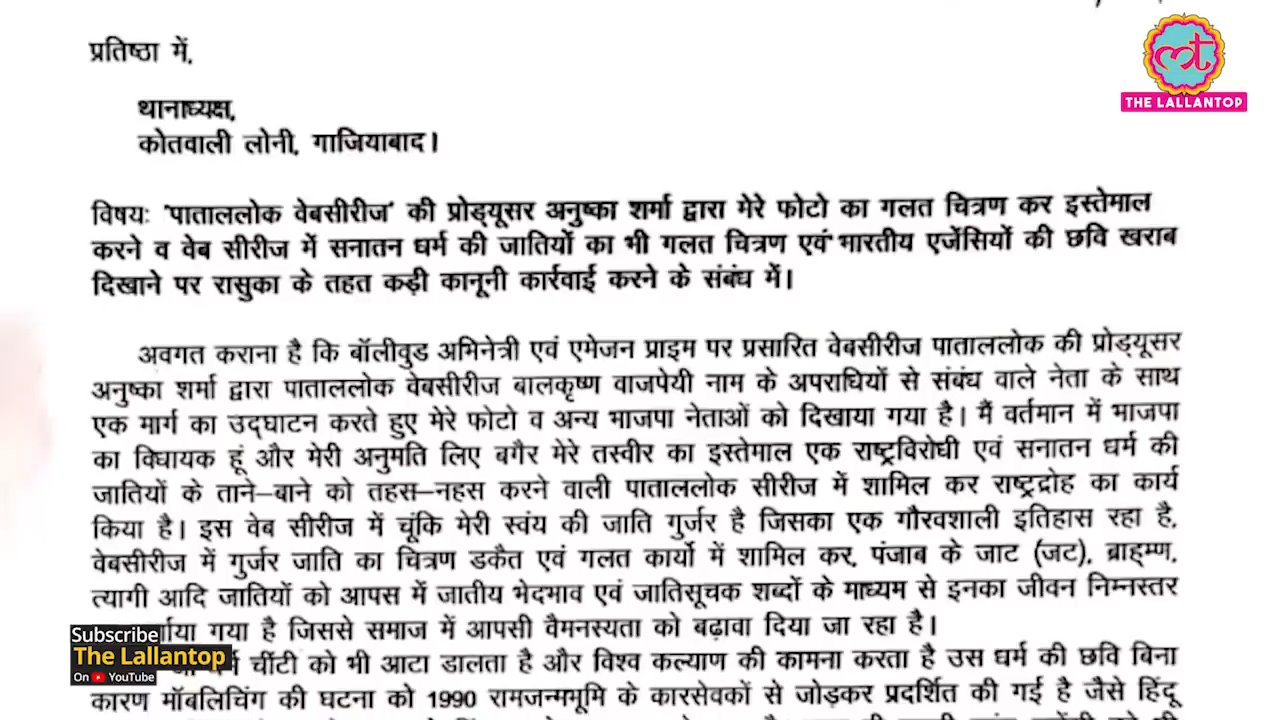 प्रतिष्ठा में,
THE LALLANTOP
थानाध्यक्ष,
कोतवाली लोनी, गाजियाबाद।
विषयः 'पाताललोक वेबसीरीज' की प्रोड्यूसर अनुष्का शर्मा द्वारा मेरे फोटो का गलत चित्रण कर इस्तेमाल
करने व वेब सीरीज में सनातन धर्म की जातियों का भी गलत चित्रण एवं भारतीय एजेंसियों की छवि खराब
दिखाने पर रासुका के तहत कड़ी कानूनी कार्रवाई करने के संबंध में।
अवगत कराना है कि बॉलीवुड अभिनेत्री एवं एमेजन प्राइम पर प्रसारित वेबसीरीज पाताललोक की प्रोड्यूसर
अनुष्का शर्मा द्वारा पाताललोक वेबसीरीज बालकृष्ण वाजपेयी नाम के अपराधियों से संबंध वाले नेता के साथ
एक मार्ग का उद्घाटन करते हुए मेरे फोटो व अन्य भाजपा नेताओं को दिखाया गया है। मैं वर्तमान में भाजपा
का विधायक हूं और मेरी अनुमति लिए बगैर मेरे तस्वीर का इस्तेमाल एक राष्ट्रविरोधी एवं सनातन धर्म की
जातियों के ताने–बाने को तहस–नहस करने वाली पाताललोक सीरीज में शामिल कर राष्ट्रद्रोह का कार्य
किया है। इस वेब सीरीज में चूंकि मेरी स्वंय की जाति गुर्जर है जिसका एक गौरवशाली इतिहास रहा है,
वेबसीरीज में गुर्जर जाति का चित्रण डकैत एवं गलत कार्यो में शामिल कर, पंजाब के जाट (जट), ब्राह्मण,
त्यागी आदि जातियों को आपस में जातीय भेदभाव एवं जातिसूचक शब्दों के माध्यम से इनका जीवन निम्नस्तर
गया है जिससे समाज में आपसी वैमनस्यता को बढ़ावा दिया जा रहा है।
Subscribe
The Lallantop
On YouTube
चींटी को भी आटा डालता है और विश्व कल्याण की कामना करता है उस धर्म की छवि बिना
कारण मॉबलिचिंग की घटना को 1990 रामजन्मभूमि के कारसेवकों से जोड़कर प्रदर्शित की गई है जैसे हिंदू